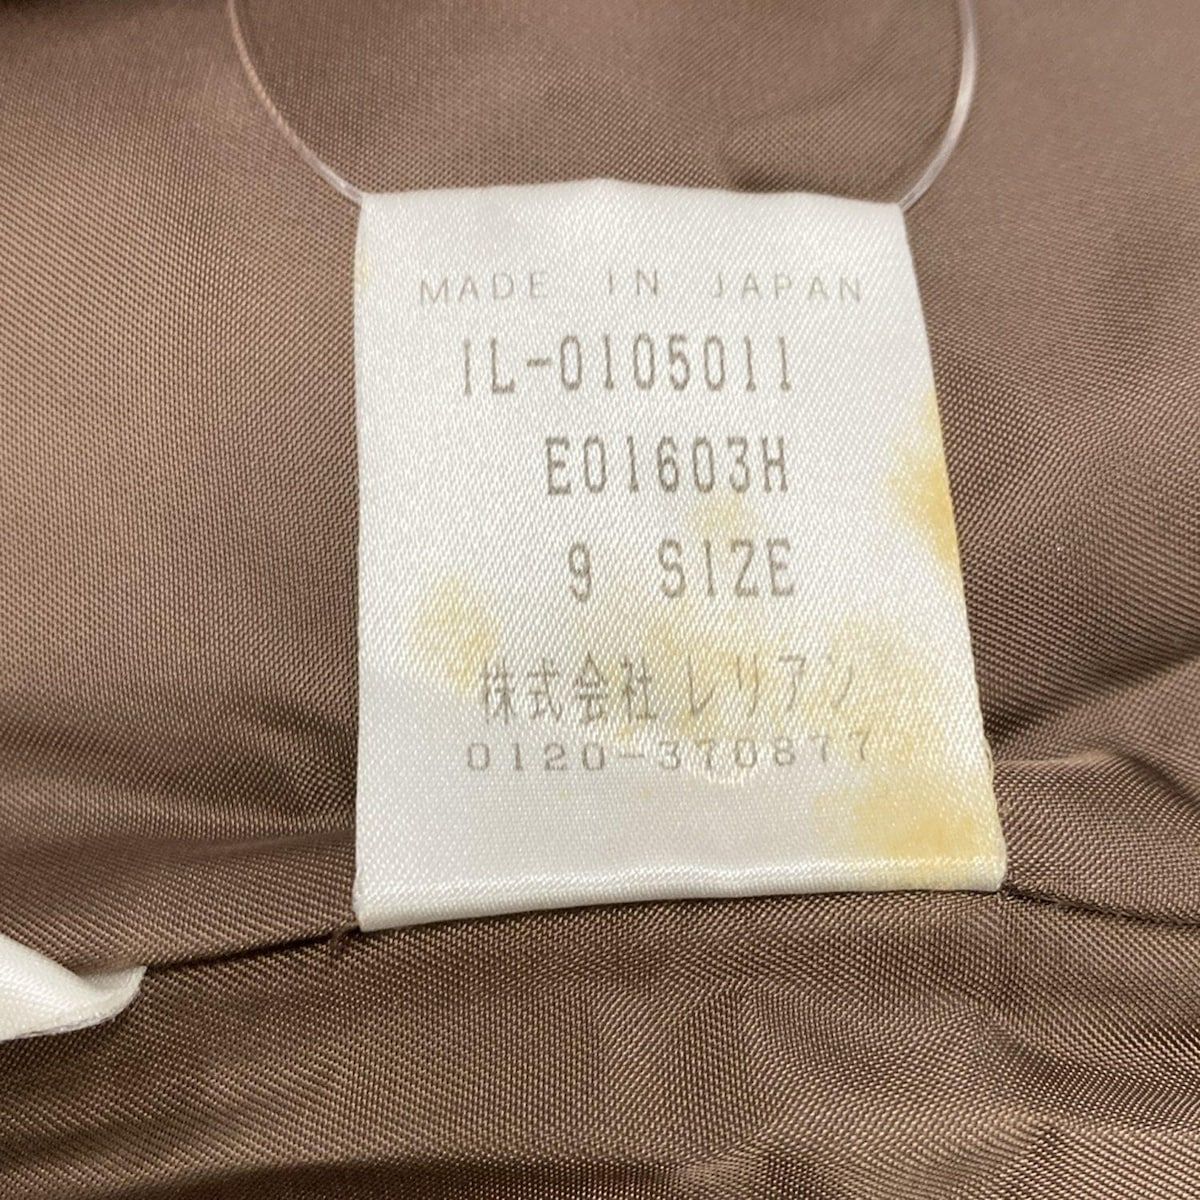 MADE IN JAPAN
IL-0105011
E01603H
9 SIZE
株式会社 レリアン
0120-370877